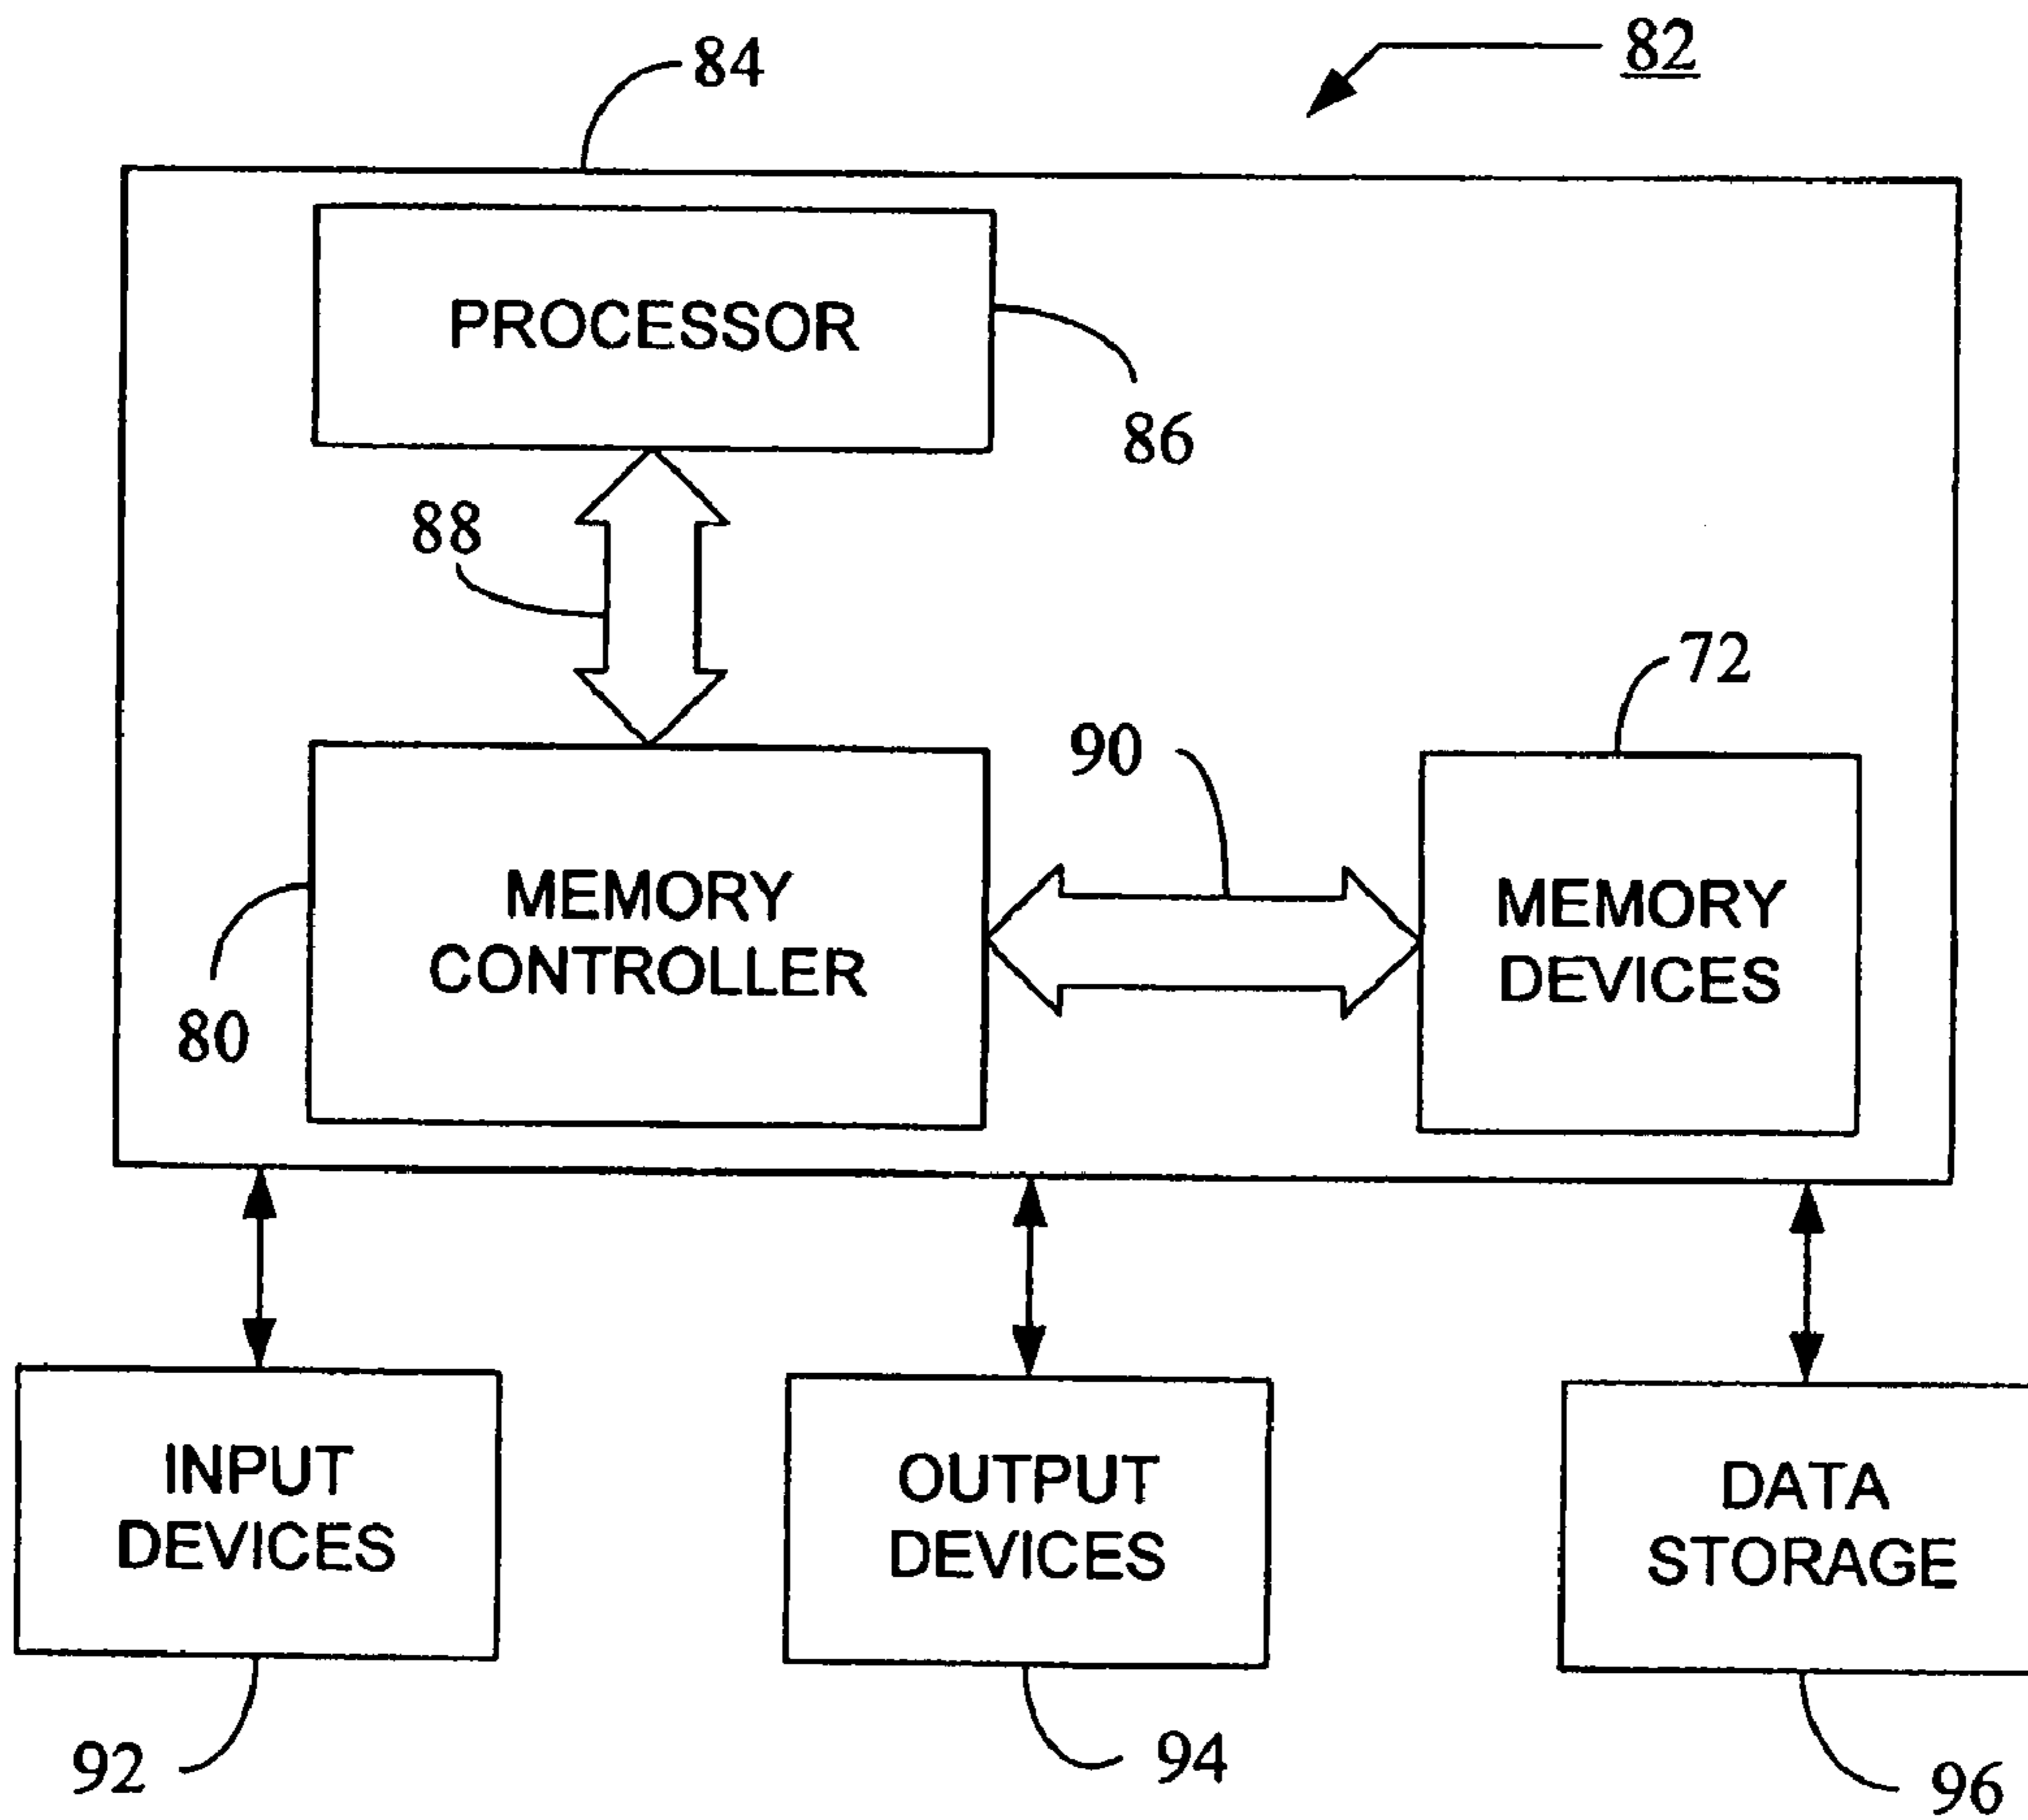 84
82
PROCESSOR
86
88
72
90
MEMORY
CONTROLLER
MEMORY
DEVICES
80
INPUT
DEVICES
OUTPUT
DEVICES
DATA
STORAGE
92
94
96